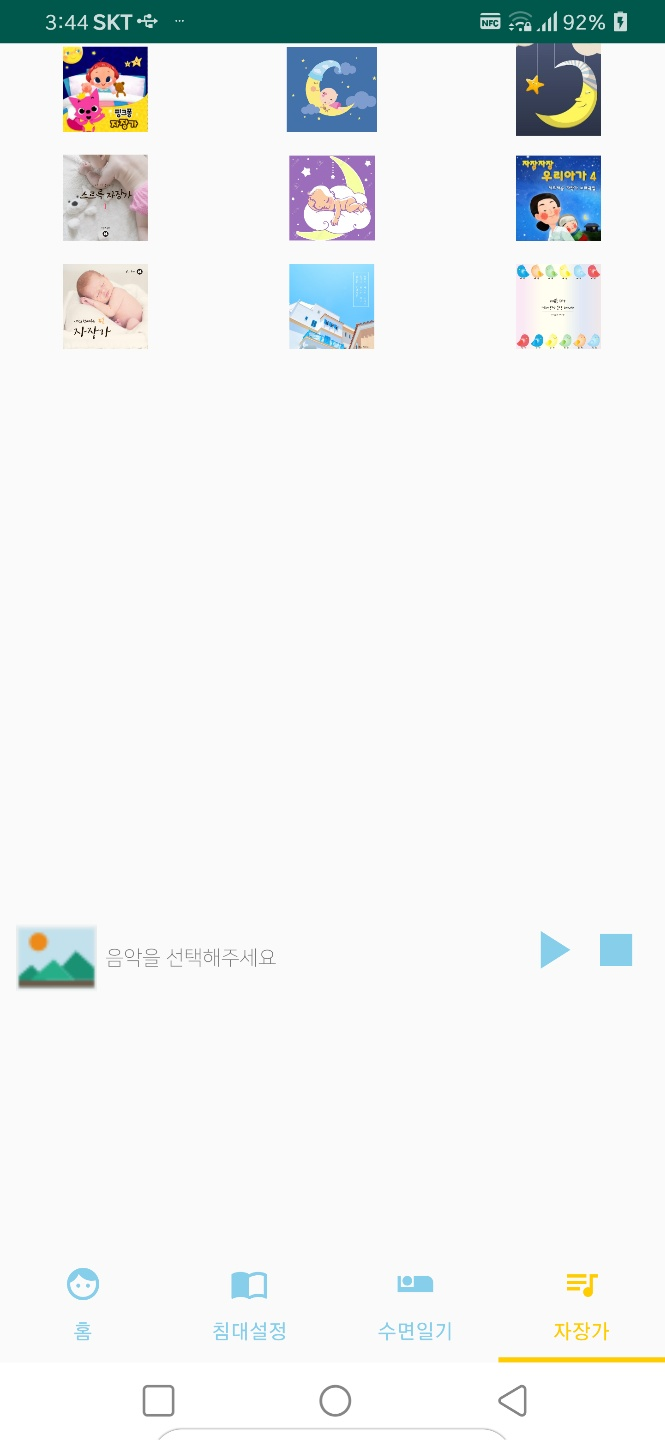 3:44 SKT ...
NFC 92%
핑크퐁
자장가
스르륵 자장가
자장자장
우리아가 4
자장가
음악을 선택해주세요
홈
침대설정
수면일기
자장가